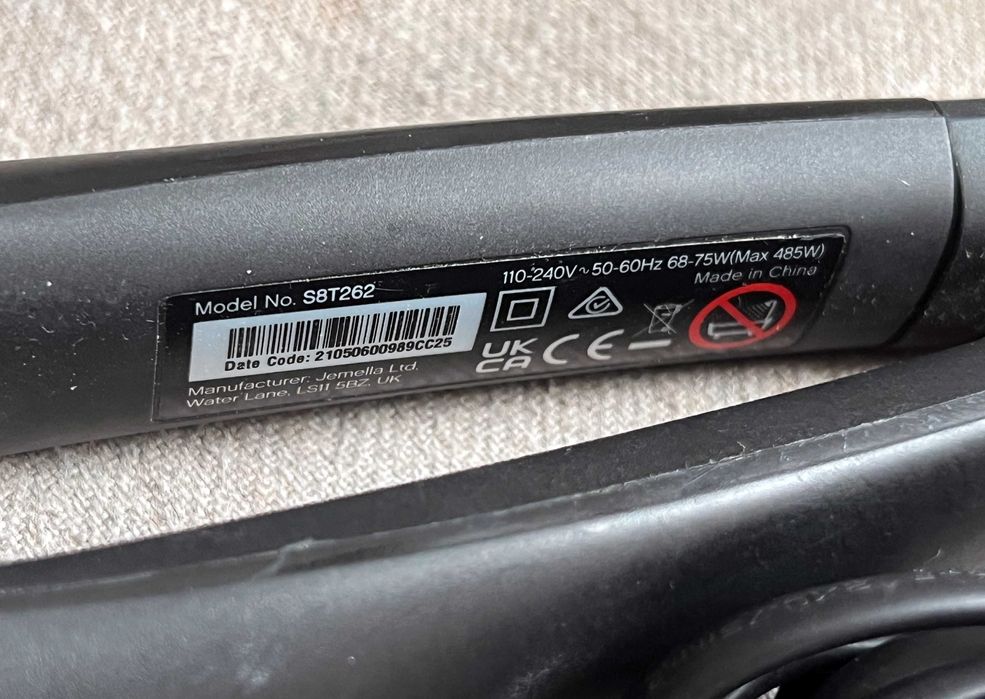 Model No. S8T262
110-240V~50-60Hz 68-75W(Max 485W)
Made in China
Date Code: 21050600989CC25
Manufacturer: Jemella Ltd.
Water Lane, LS11 5BZ, UK
UK
CA
CE